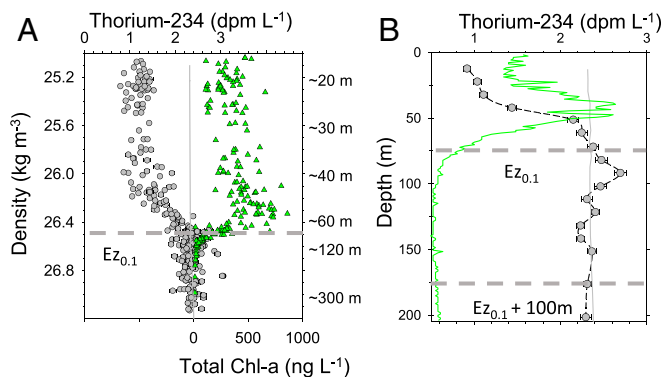 A
Thorium-234 (dpm L-1)
1 2 3
25.2
25.6
26.0
26.4
26.8
Density (kg m-3)
~20 m
~30 m
~40 m
~60 m
~120 m
~300 m
Ez0.1
0 500 1000
Total Chl-a (ng L-1)
B
Thorium-234 (dpm L-1)
1 2 3
0
50
100
150
200
Depth (m)
Ez0.1
Ez0.1 + 100m